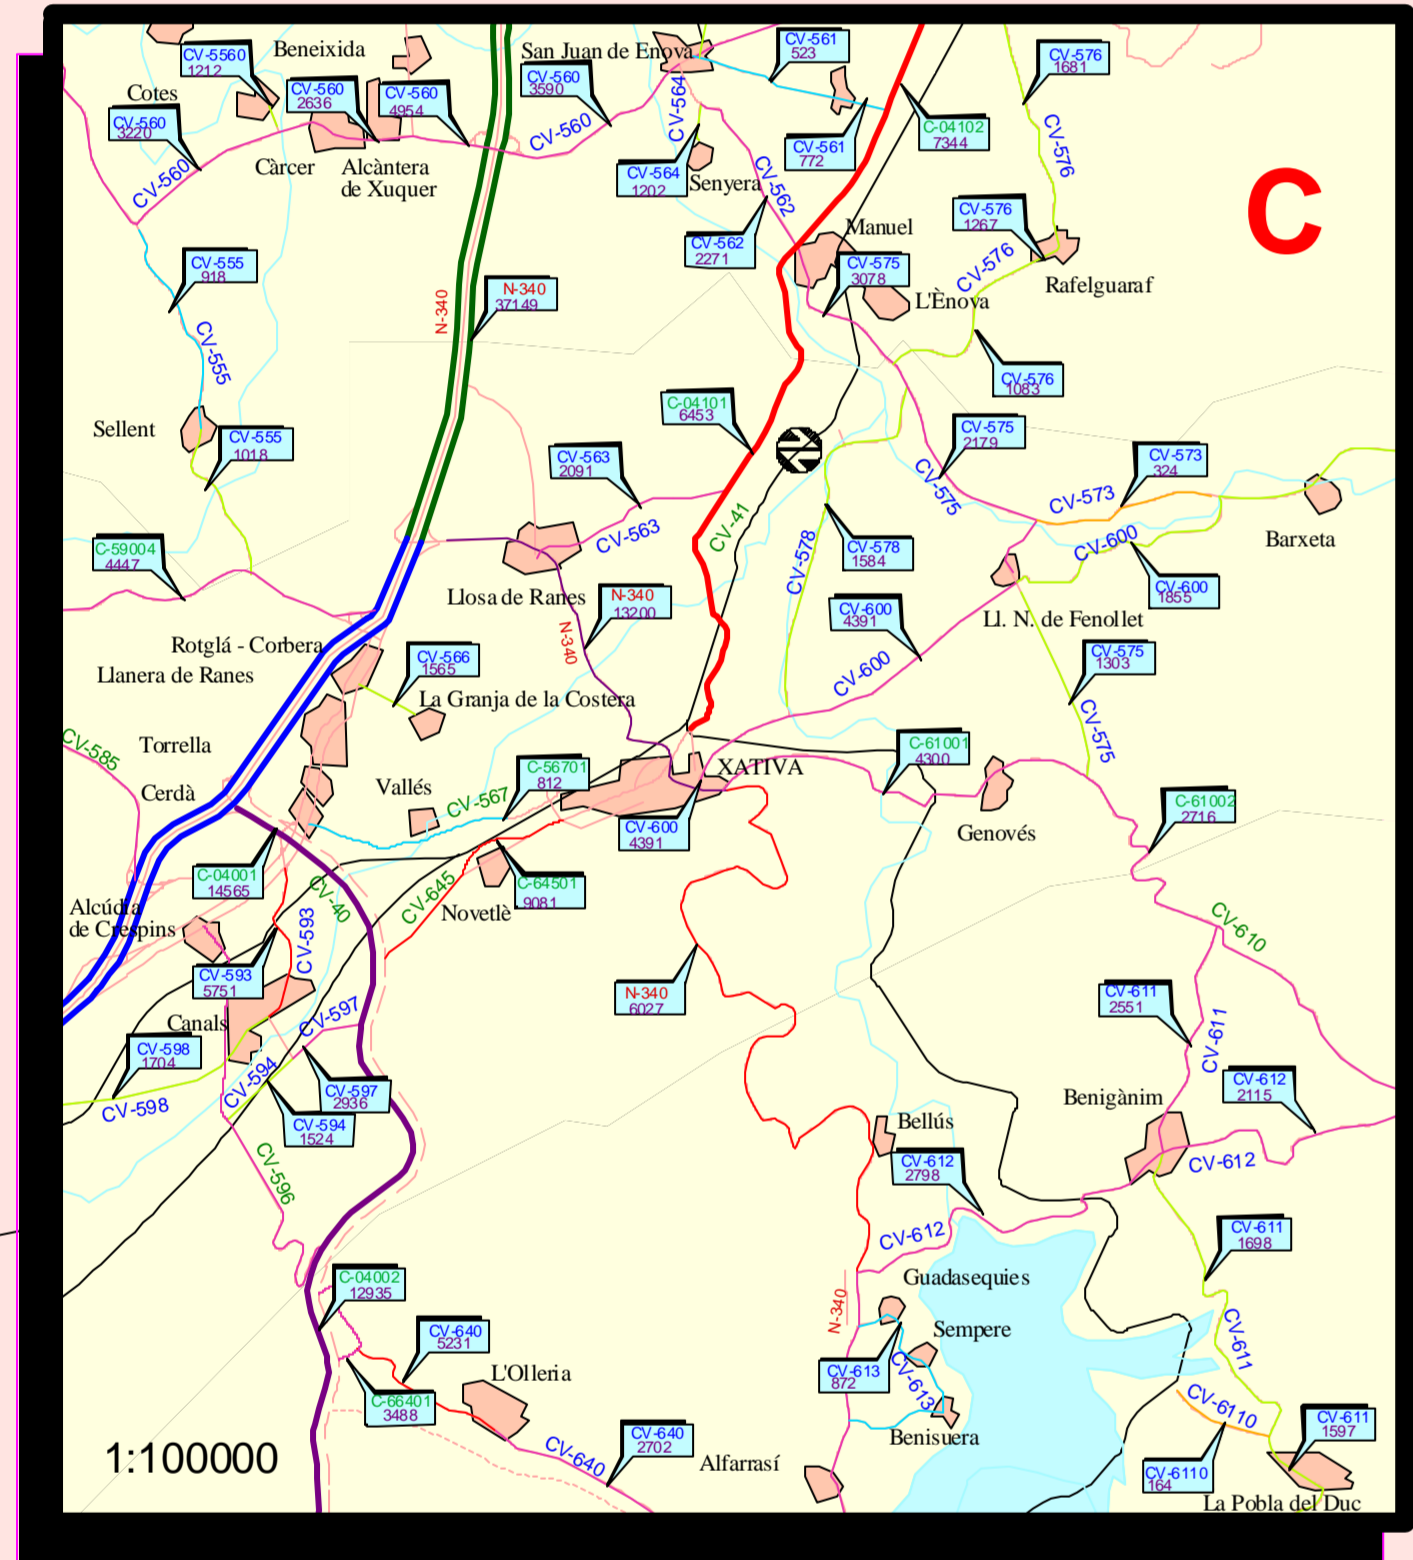 CV-5560
1212
Beneixida
San Juan de Enova
CV-561
523
CV-576
1681
Cotes
CV-560
2636
CV-560
4954
CV-560
3590
CV-564
CV-560
3220
CV-560
C-04102
7344
CV-576
CV-561
772
Càrcer
Alcàntera
de Xuquer
CV-560
CV-564
1202
Senyera
CV-562
C
CV-576
1267
Manuel
CV-562
2271
CV-555
918
CV-575
3078
CV-576
Rafelguaraf
N-340
N-340
37149
L'Ènova
CV-555
CV-576
1083
C-04101
6453
Sellent
CV-555
1018
CV-563
2091
CV-575
2179
CV-573
324
CV-575
CV-573
CV-41
CV-563
C-59004
4447
CV-578
CV-578
1584
CV-600
Barxeta
CV-600
1855
Llosa de Ranes
N-340
13200
CV-600
4391
Ll. N. de Fenollet
Rotglá - Corbera
N-340
CV-566
1565
CV-575
1303
Llanera de Ranes
CV-600
La Granja de la Costera
CV-575
CV-585
Torrella
C-61001
4300
C-56701
812
XATIVA
Cerdà
Vallés
CV-567
C-61002
2716
CV-600
4391
Genovés
C-04001
14565
CV-40
CV-645
C-64501
9081
Alcúdia
de Crespins
Novetlè
CV-593
CV-610
CV-593
5751
N-340
6027
CV-611
2551
Canals
CV-597
CV-611
CV-598
1704
CV-594
CV-597
2936
CV-612
2115
CV-598
Benigànim
CV-594
1524
Bellús
CV-596
CV-612
2798
CV-612
CV-612
CV-611
1698
C-04002
12935
Guadasequies
N-340
CV-640
5231
Sempere
CV-611
L'Olleria
CV-613
872
CV-613
C-66401
3488
CV-6110
CV-611
1597
1:100000
CV-640
CV-640
2702
Benisuera
Alfarrasí
CV-6110
164
La Pobla del Duc